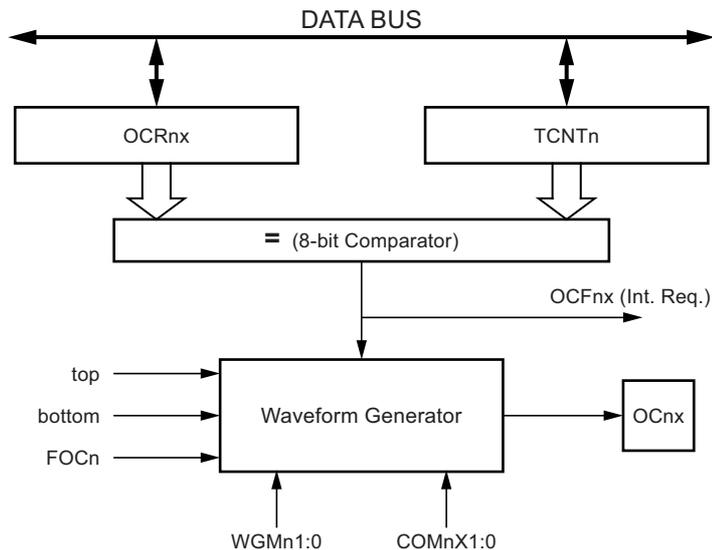 DATA BUS
OCRnx
TCNTn
= (8-bit Comparator)
OCFnx (Int. Req.)
top
bottom
FOCn
Waveform Generator
OCnx
WGMn1:0
COMnX1:0